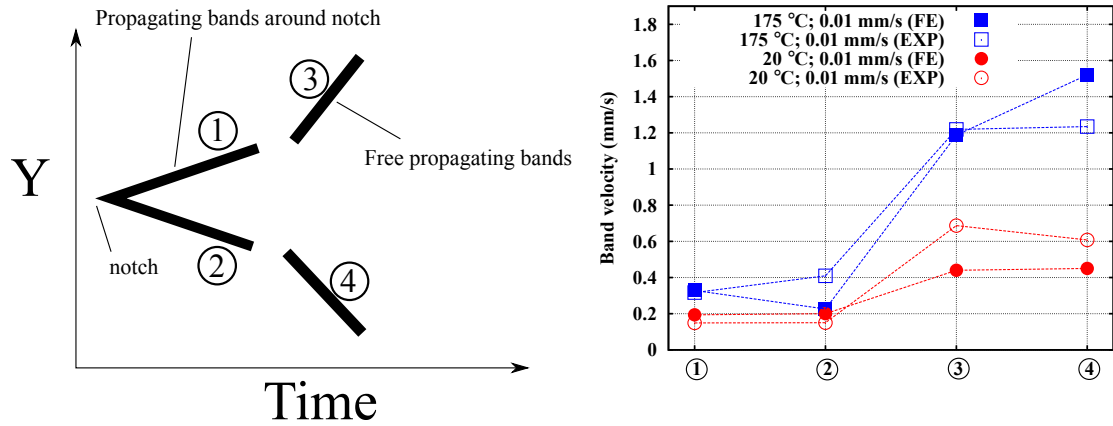 Propagating bands around notch
3
1
Free propagating bands
Y
2
4
notch
Time
175 °C; 0.01 mm/s (FE)
175 °C; 0.01 mm/s (EXP)
20 °C; 0.01 mm/s (FE)
20 °C; 0.01 mm/s (EXP)
Band velocity (mm/s)
1.8
1.6
1.4
1.2
1
0.8
0.6
0.4
0.2
0
① ② ③ ④